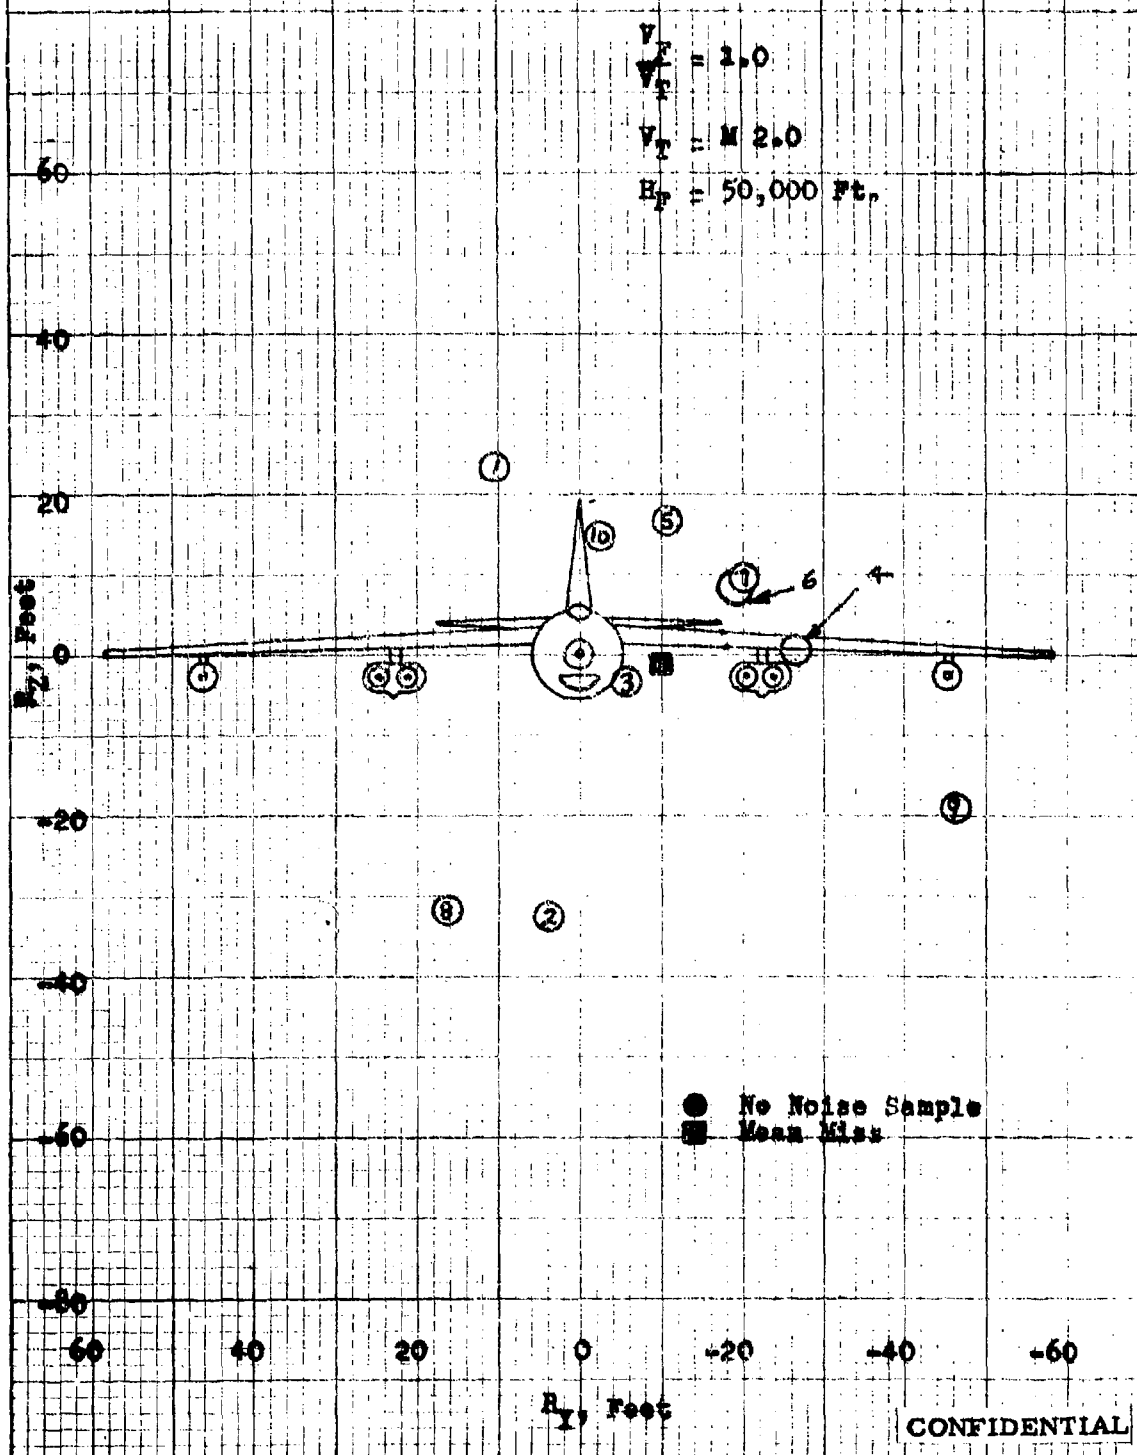 V_F
V_T = 1.0
V_T = M 2.0
H_F = 50,000 Ft.
60
40
1
20
10
5
7
6
4
R_Z, Feet
0
3
9
-20
8
2
-40
No Noise Sample
Mean Miss
-60
-80
60
40
20
0
-20
-40
-60
R_Y, Feet
CONFIDENTIAL